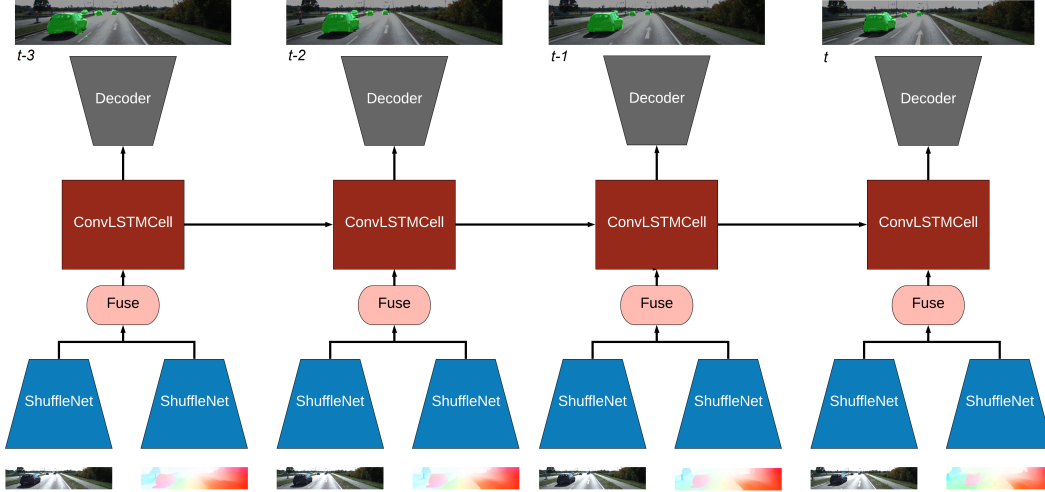 t-3
t-2
t-1
t
Decoder
Decoder
Decoder
Decoder
ConvLSTMCell
ConvLSTMCell
ConvLSTMCell
ConvLSTMCell
Fuse
Fuse
Fuse
Fuse
ShuffleNet
ShuffleNet
ShuffleNet
ShuffleNet
ShuffleNet
ShuffleNet
ShuffleNet
ShuffleNet